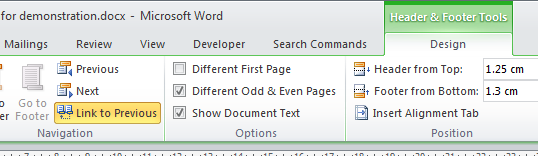 for demonstration.docx - Microsoft Word
Header & Footer Tools
Mailings Review View Developer Search Commands Design
Previous Different First Page Header from Top: 1.25 cm
Go to Next Different Odd & Even Pages Footer from Bottom: 1.3 cm
Footer Link to Previous Show Document Text Insert Alignment Tab
Navigation Options Position